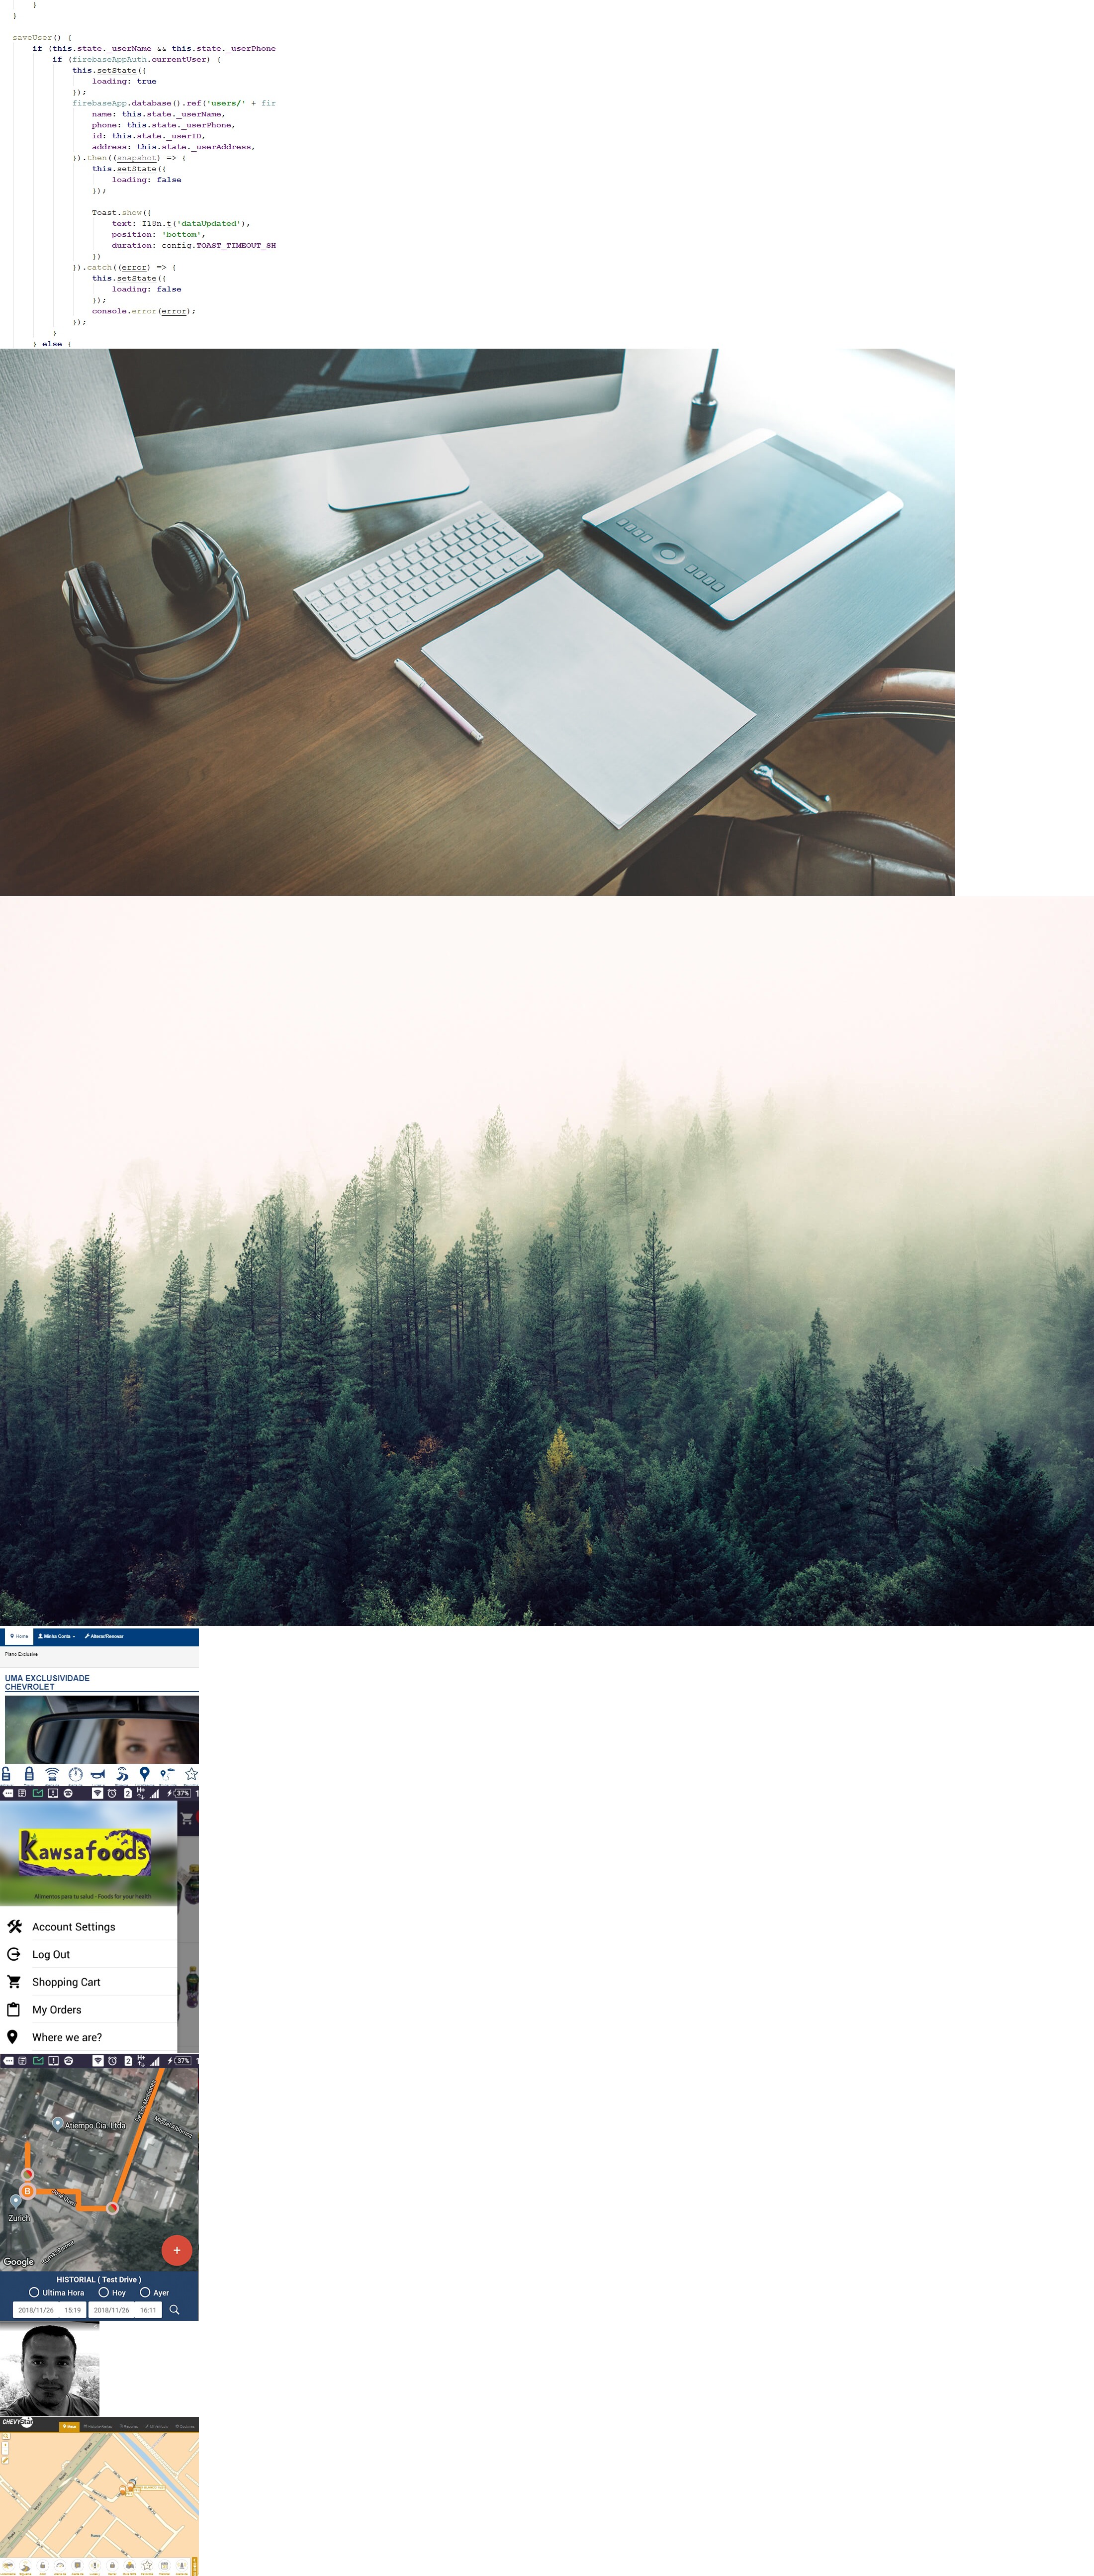 }
}
saveUser() {
if (this.state._userName && this.state._userPhone
if (firebaseAppAuth.currentUser) {
this.setState({
loading: true
});
firebaseApp.database().ref('users/' + fir
name: this.state._userName,
phone: this.state._userPhone,
id: this.state._userID,
address: this.state._userAddress,
}).then((snapshot) => {
this.setState({
loading: false
});
Toast.show({
text: I18n.t('dataUpdated'),
position: 'bottom',
duration: config.TOAST_TIMEOUT_SH
})
}).catch((error) => {
this.setState({
loading: false
});
console.error(error);
});
}
} else {
Home Minha Conta Alterar/Renovar
Plano Exclusive
UMA EXCLUSIVIDADE
CHEVROLET
2 H+ 37% 1
Kawsafoods
Alimentos para tu salud - Foods for your health
Account Settings
Log Out
Shopping Cart
My Orders
Where we are?
2 H+ 37% 1
Atiempo Cia. Ltda
B
Zurich
Google
+
HISTORIAL ( Test Drive )
Ultima Hora Hoy Ayer
2018/11/26 15:19 2018/11/26 16:11
CHEVYStar